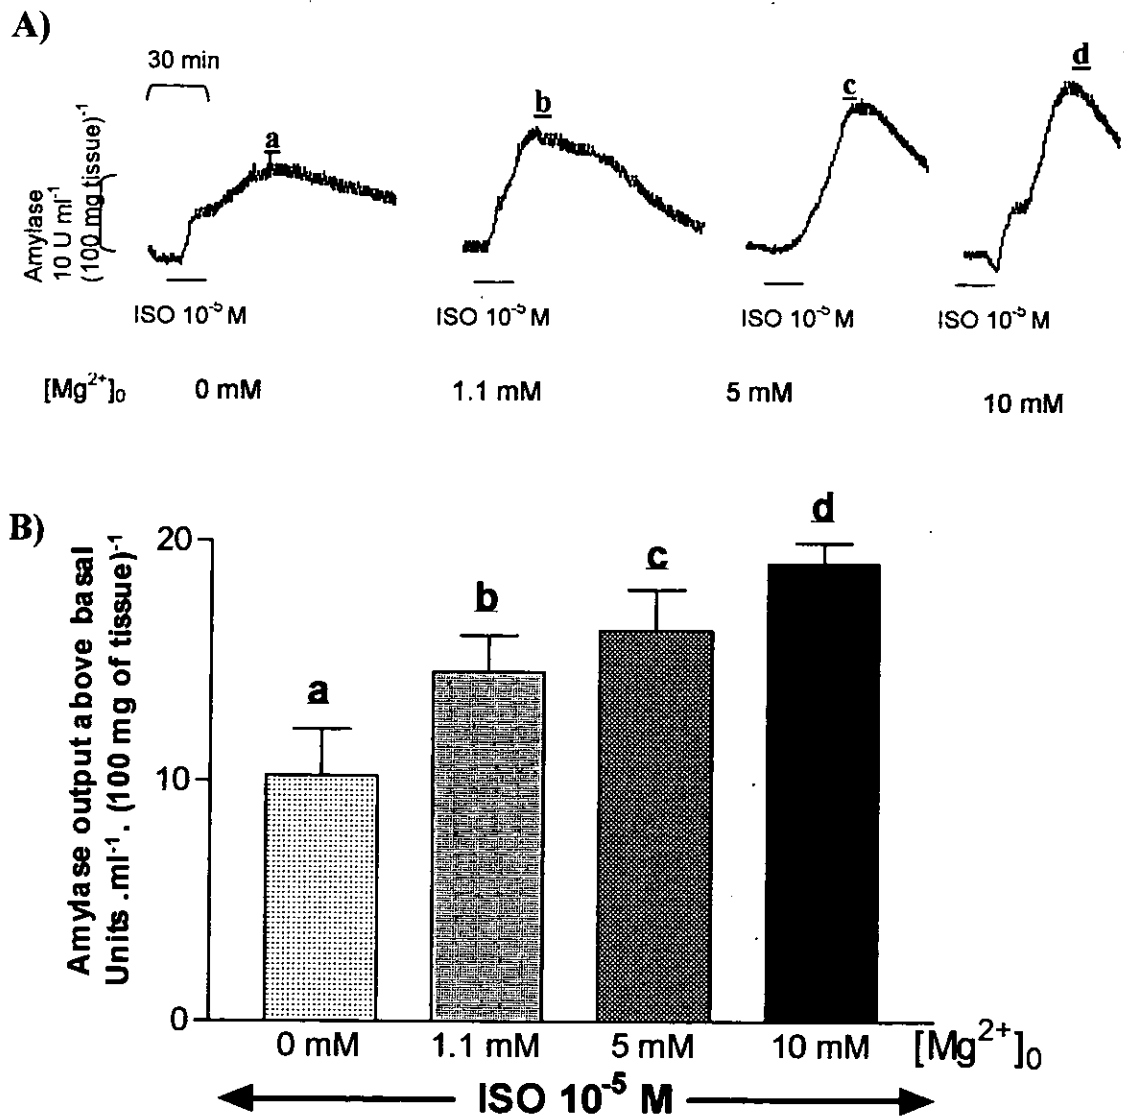 A)
30 min
a
b
c
d
Amylase
10 U ml⁻¹
(100 mg tissue)⁻¹
ISO 10⁻⁵ M
ISO 10⁻⁵ M
ISO 10⁻⁵ M
ISO 10⁻⁵ M
[Mg²⁺]₀ 0 mM 1.1 mM 5 mM 10 mM
B)
Amylase output above basal
Units .ml⁻¹. (100 mg of tissue)⁻¹
20
10
0
a
b
c
d
0 mM 1.1 mM 5 mM 10 mM [Mg²⁺]₀
ISO 10⁻⁵ M